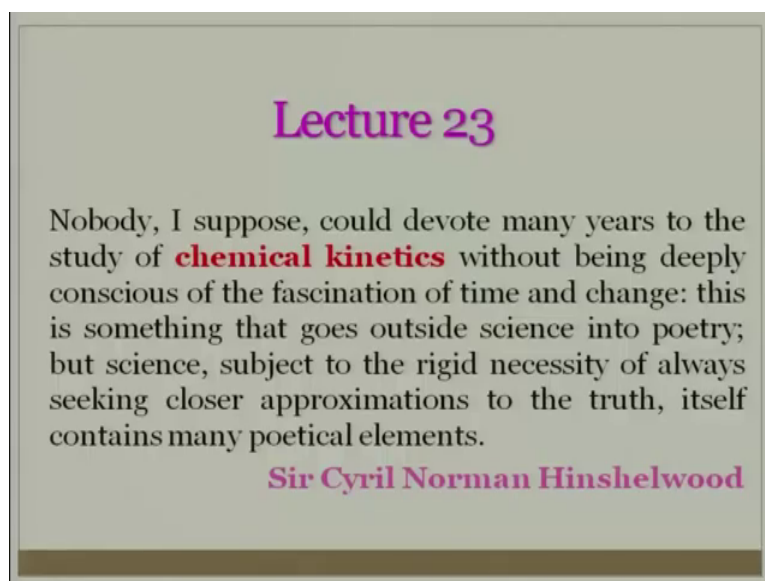 Lecture 23
Nobody, I suppose, could devote many years to the
study of chemical kinetics without being deeply
conscious of the fascination of time and change: this
is something that goes outside science into poetry;
but science, subject to the rigid necessity of always
seeking closer approximations to the truth, itself
contains many poetical elements.
Sir Cyril Norman Hinshelwood